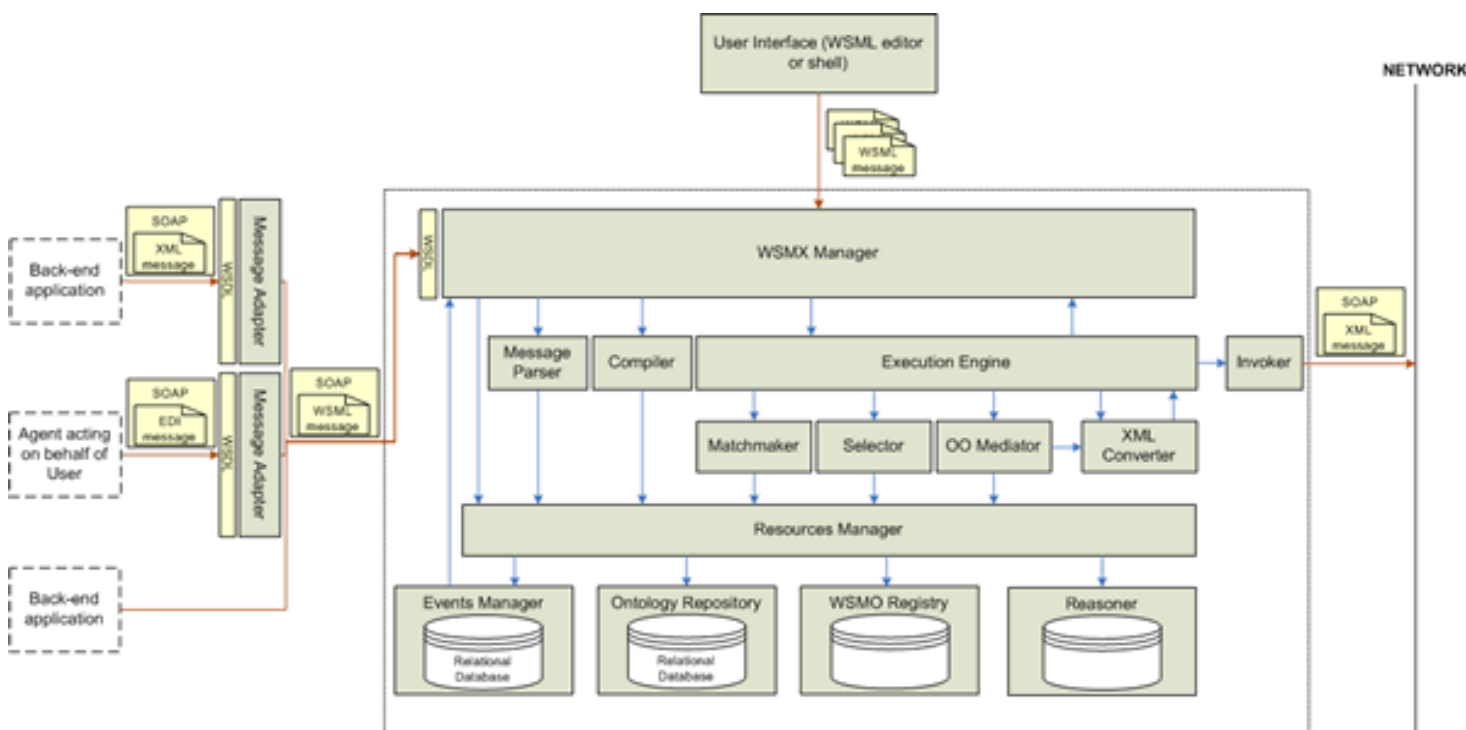 User Interface (WSML editor
or shell)
NETWORK
WSML
message
SOAP
XML
message
WSDL
Message Adapter
Back-end
application
WSDL
WSMX Manager
SOAP
XML
message
Message
Parser
Compiler
Execution Engine
Invoker
SOAP
EDI
message
WSDL
Message Adapter
SOAP
WSML
message
Agent acting
on behalf of
User
Matchmaker
Selector
OO Mediator
XML
Converter
Resources Manager
Back-end
application
Events Manager
Relational
Database
Ontology Repository
Relational
Database
WSMO Registry
Reasoner